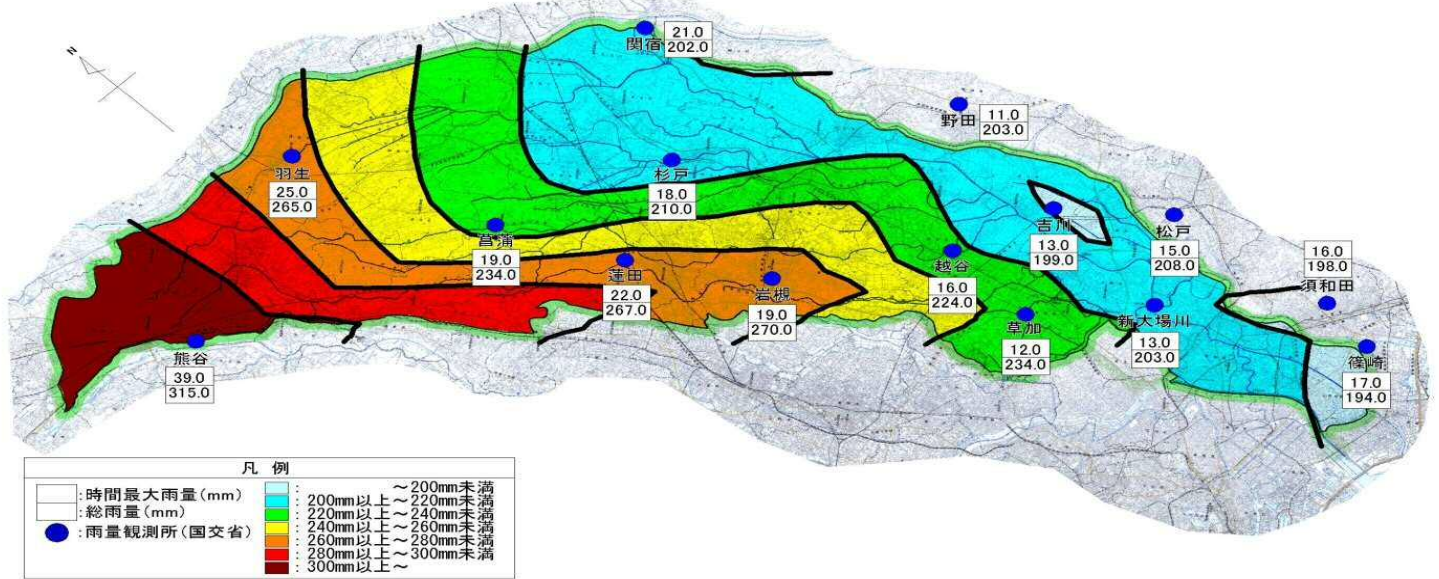 N
関宿
21.0
202.0
野田
11.0
203.0
羽生
25.0
265.0
杉戸
18.0
210.0
菖蒲
19.0
234.0
吉川
13.0
199.0
松戸
15.0
208.0
16.0
198.0
須和田
蓮田
22.0
267.0
岩槻
19.0
270.0
越谷
16.0
224.0
草加
12.0
234.0
新大場川
13.0
203.0
熊谷
39.0
315.0
篠崎
17.0
194.0
凡 例
:時間最大雨量(mm)
:総雨量(mm)
:雨量観測所(国交省)
: ～200mm未満
: 200mm以上～220mm未満
: 220mm以上～240mm未満
: 240mm以上～260mm未満
: 260mm以上～280mm未満
: 280mm以上～300mm未満
: 300mm以上～